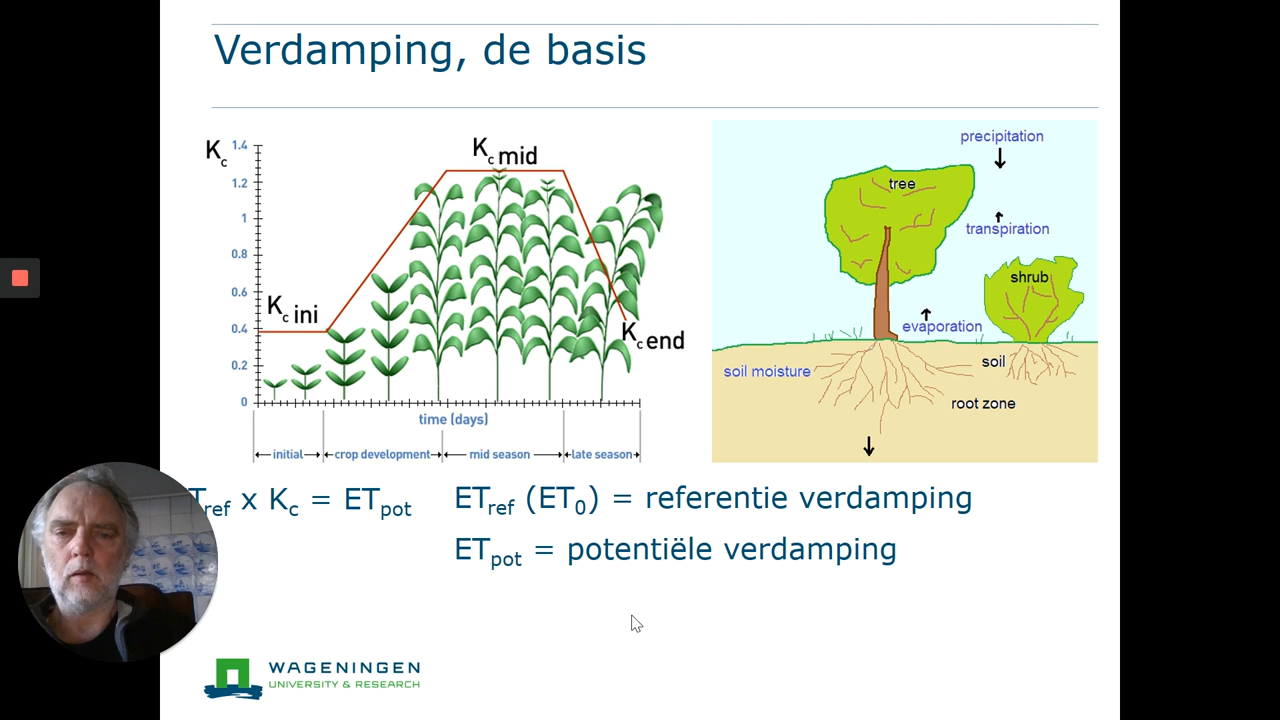 Verdamping, de basis
Kc
1.4
1.2
1
0.8
0.6
0.4
0.2
0
Kc ini
Kc mid
Kc end
time (days)
initial
crop development
mid season
late season
precipitation
tree
transpiration
shrub
evaporation
soil moisture
soil
root zone
Tref x Kc = ETpot
ETref (ET0) = referentie verdamping
ETpot = potentiële verdamping
WAGENINGEN
UNIVERSITY & RESEARCH